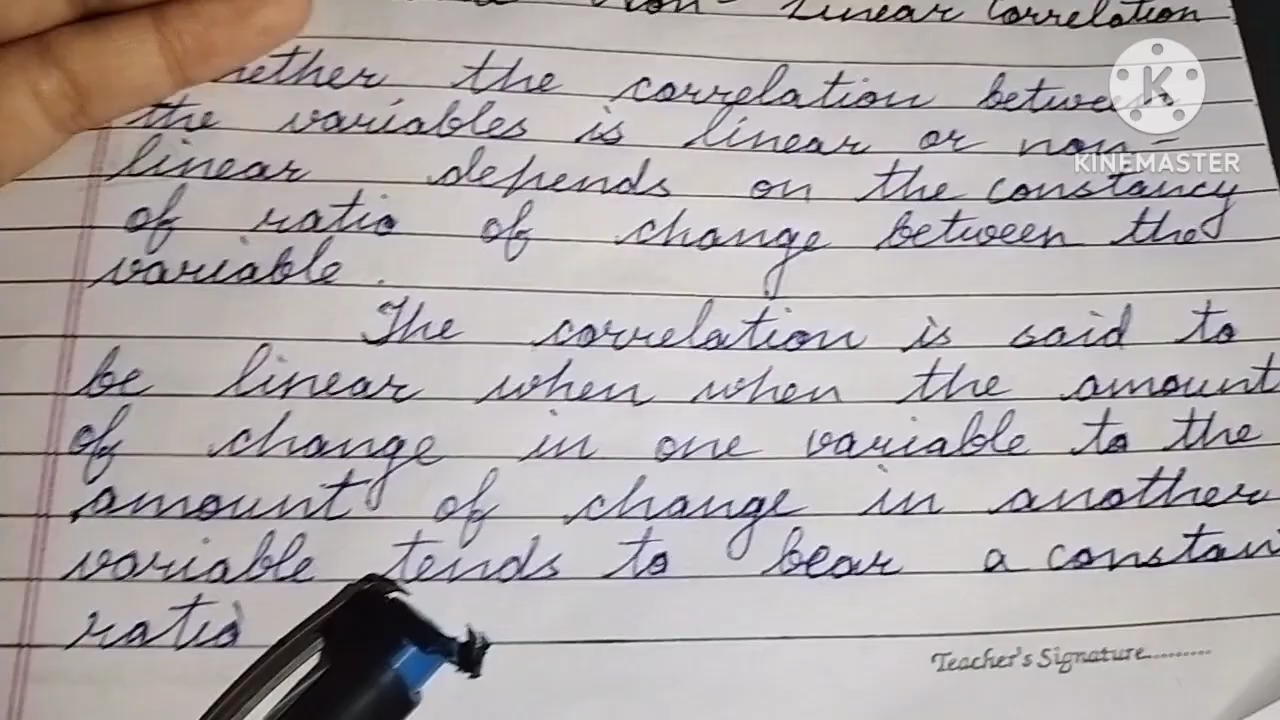 non- Linear Correlation
the correlation between
the variables is linear or non-
linear depends on the constancy
of ratio of change between the
variable.
The correlation is said to
be linear when when the amount
of change in one variable to the
amount of change in another
variable tends to bear a constan
ratio
Teacher's Signature.........
K
KINEMASTER